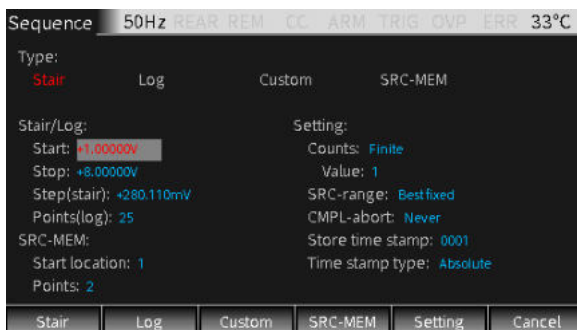 Sequence 50Hz REAR REM CC ARM TRIG OVP ERR 33°C
Type:
Stair Log Custom SRC-MEM
Stair/Log:
Start: +1.00000V
Stop: +8.00000V
Step(stair): +280.110mV
Points(log): 25
SRC-MEM:
Start location: 1
Points: 2
Setting:
Counts: Finite
Value: 1
SRC-range: Bestfixed
CMPL-abort: Never
Store time stamp: 0001
Time stamp type: Absolute
Stair Log Custom SRC-MEM Setting Cancel